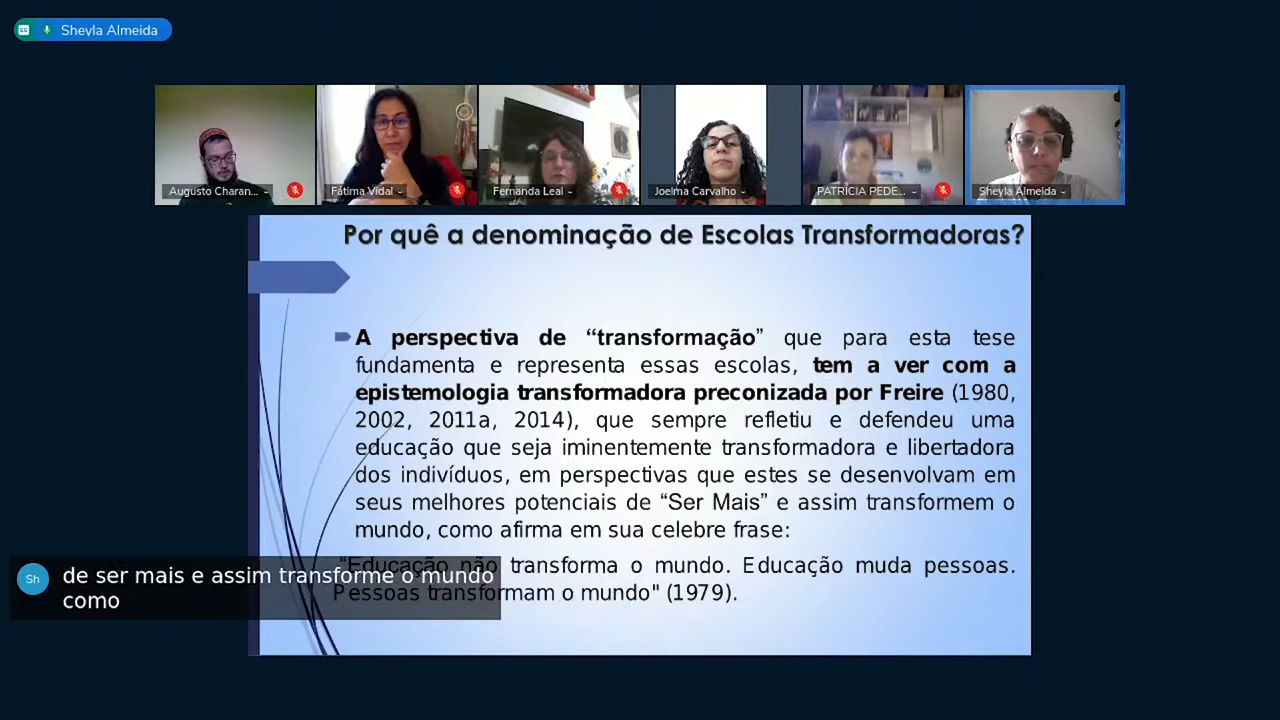 Sheyla Almeida
Augusto Charan...
Fátima Vidal
Fernanda Leal
Joelma Carvalho
PATRÍCIA PEDE...
Sheyla Almeida
Por quê a denominação de Escolas Transformadoras?
A perspectiva de “transformação” que para esta tese
fundamenta e representa essas escolas, tem a ver com a
epistemologia transformadora preconizada por Freire (1980,
2002, 2011a, 2014), que sempre refletiu e defendeu uma
educação que seja iminentemente transformadora e libertadora
dos indivíduos, em perspectivas que estes se desenvolvam em
seus melhores potenciais de “Ser Mais” e assim transformem o
mundo, como afirma em sua celebre frase:
"Educação não transforma o mundo. Educação muda pessoas.
Pessoas transformam o mundo" (1979).
Sh
de ser mais e assim transforme o mundo
como